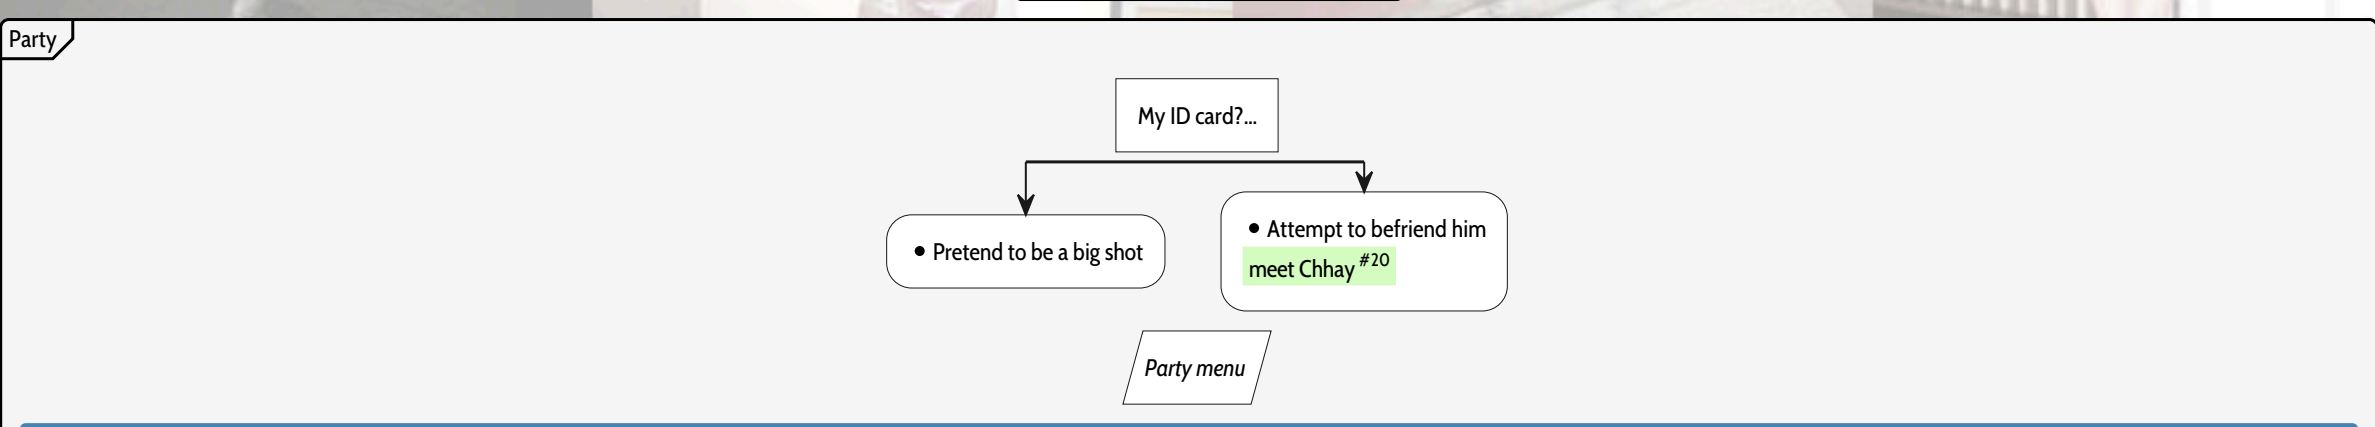 Party
My ID card?...
• Pretend to be a big shot
• Attempt to befriend him
meet Chhay #20
Party menu